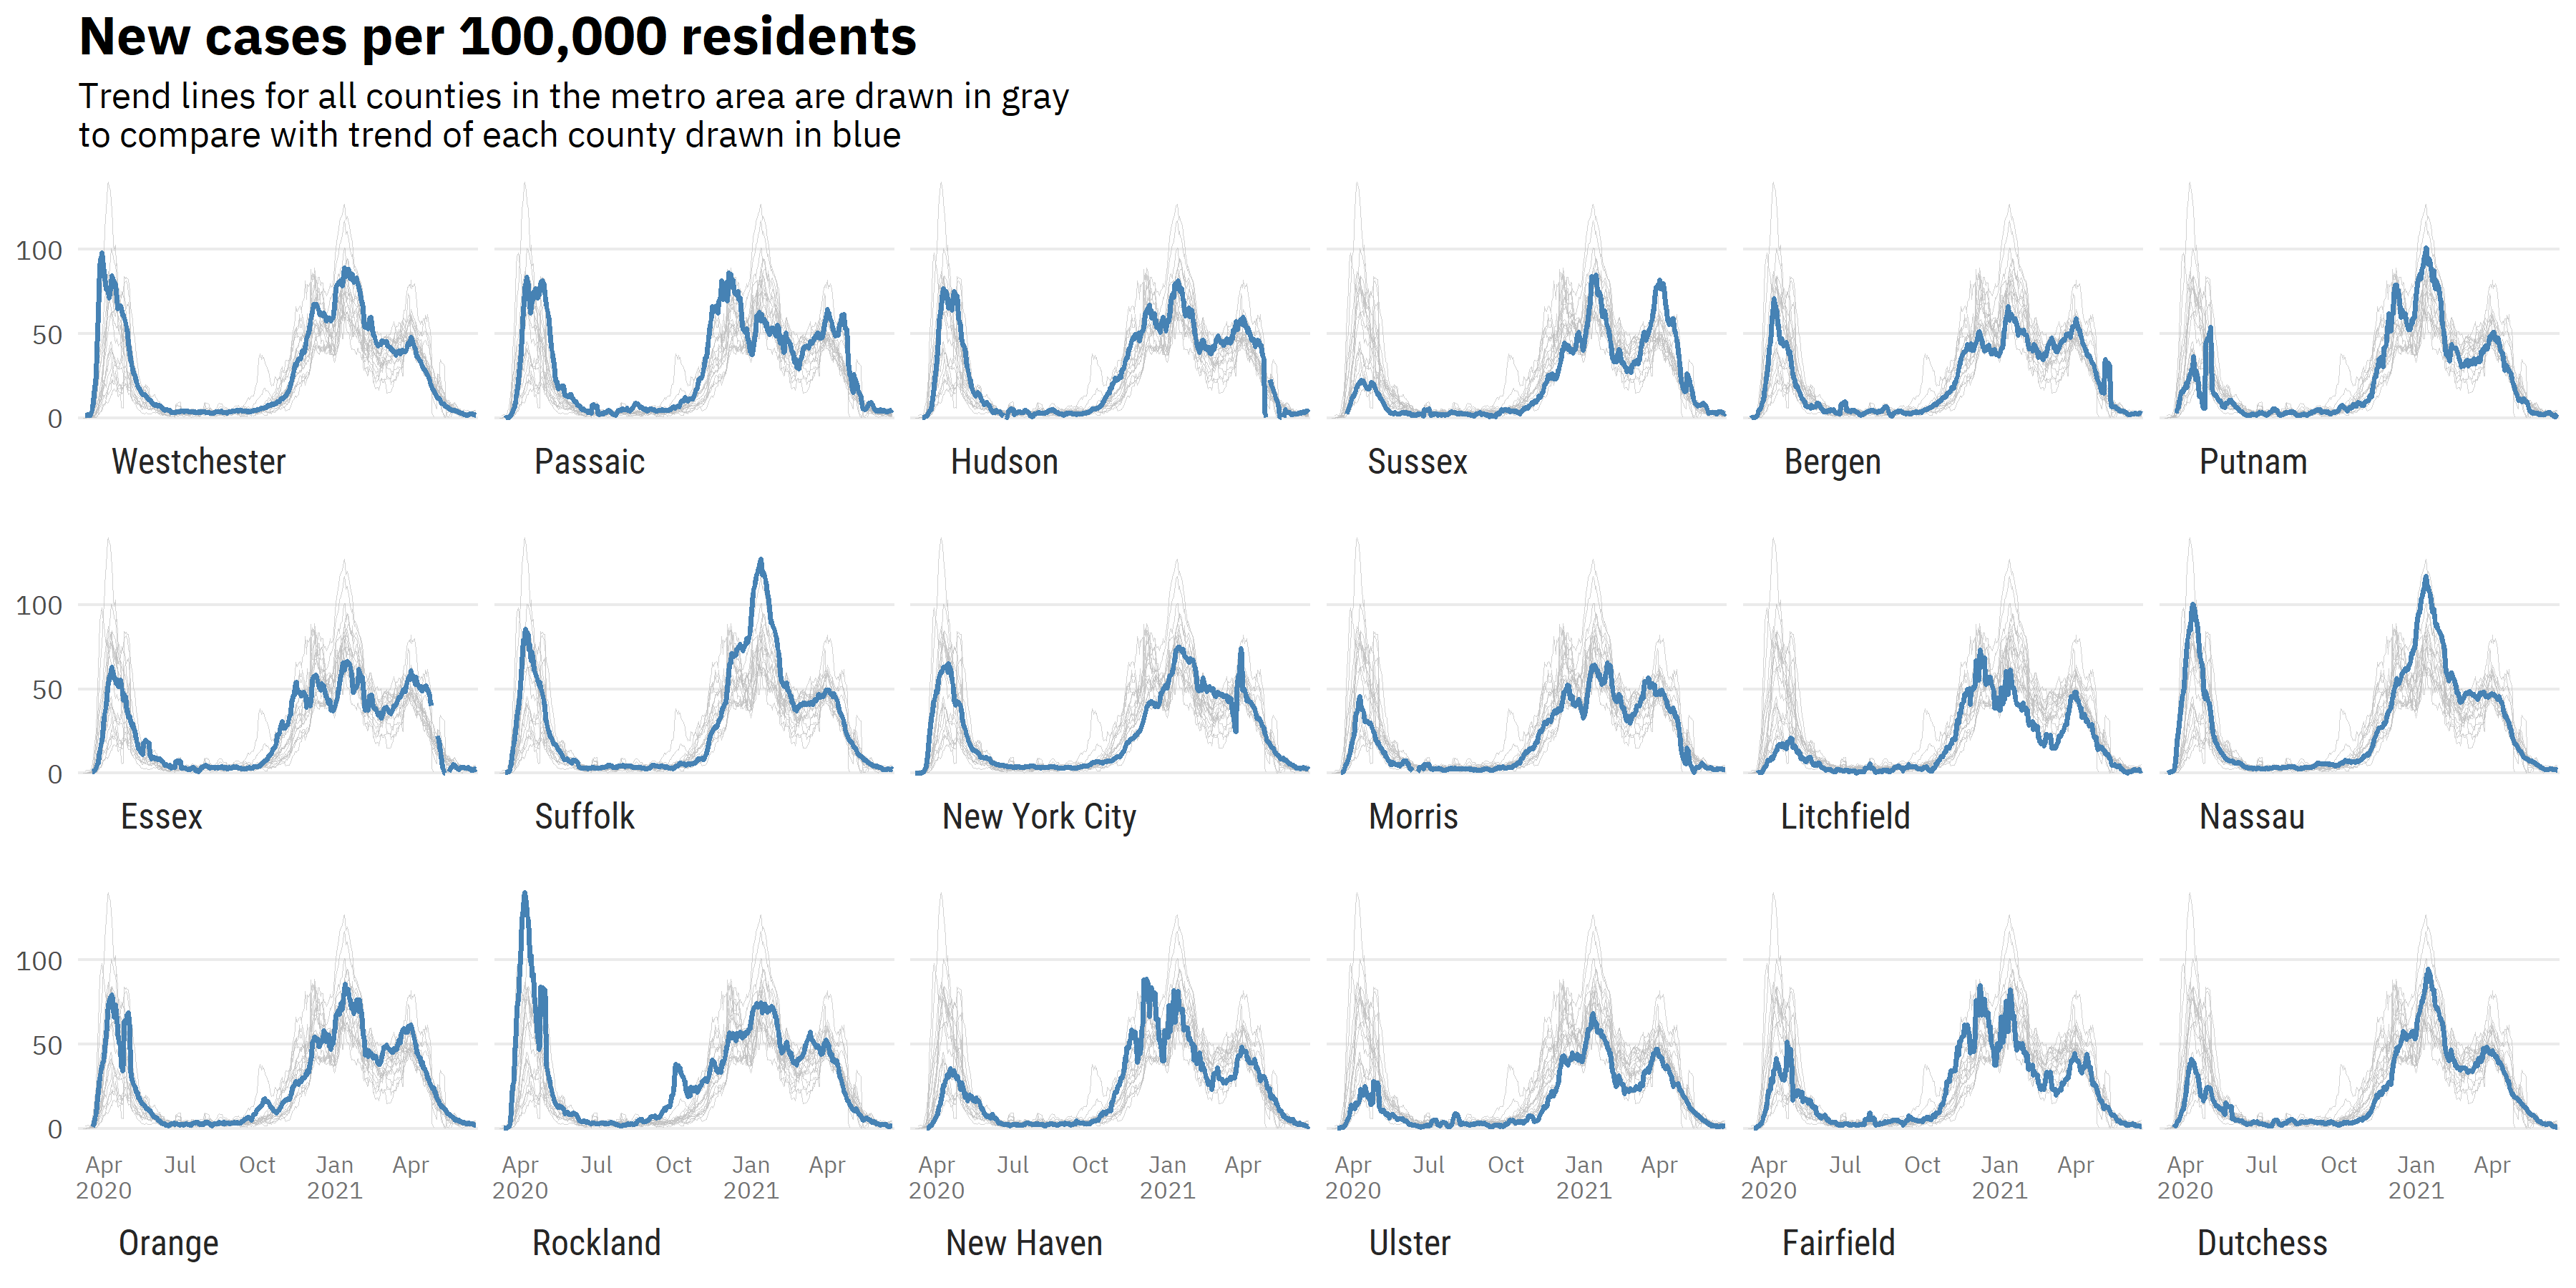 New cases per 100,000 residents
Trend lines for all counties in the metro area are drawn in gray
to compare with trend of each county drawn in blue
100
50
0
Westchester Passaic Hudson Sussex Bergen Putnam
100
50
0
Essex Suffolk New York City Morris Litchfield Nassau
100
50
0
Apr Jul Oct Jan Apr Apr Jul Oct Jan Apr Apr Jul Oct Jan Apr Apr Jul Oct Jan Apr Apr Jul Oct Jan Apr Apr Jul Oct Jan Apr
2020 2021 2020 2021 2020 2021 2020 2021 2020 2021 2020 2021
Orange Rockland New Haven Ulster Fairfield Dutchess